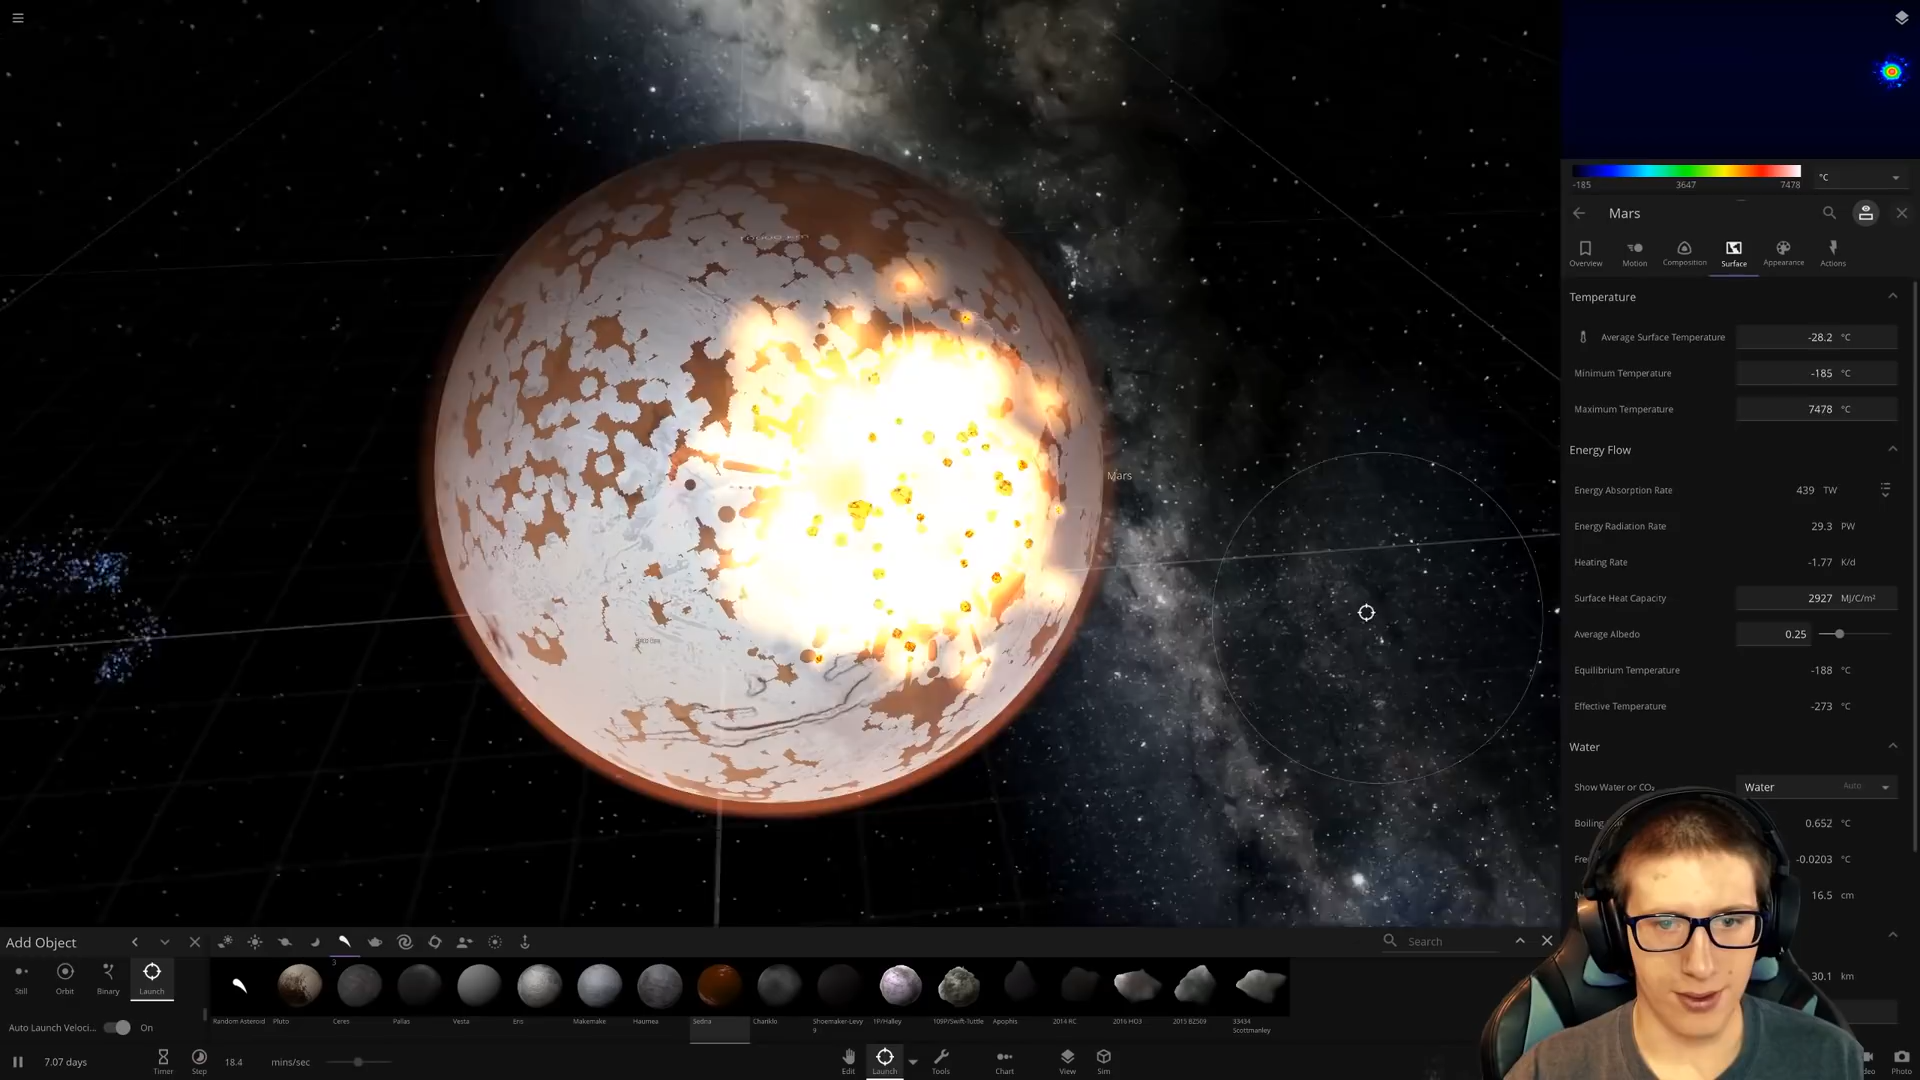 -185 3647 7478 °C
Mars
Overview Motion Composition Surface Appearance Actions
Temperature
Average Surface Temperature -28.2 °C
Minimum Temperature -185 °C
Maximum Temperature 7478 °C
Energy Flow
Energy Absorption Rate 439 TW
Energy Radiation Rate 29.3 PW
Heating Rate -1.77 K/d
Surface Heat Capacity 2927 MJ/C/m²
Average Albedo 0.25
Equilibrium Temperature -188 °C
Effective Temperature -273 °C
Water
Show Water or CO₂ Water Auto
Boiling 0.652 °C
-0.0203 °C
16.5 cm
30.1 km
Mars
Add Object
Search
3
Still Orbit Binary Launch
Random Asteroid Pluto Ceres Pallas Vesta Eris Makemake Haumea Sedna Chariklo Shoemaker-Levy 1P/Halley 109P/Swift-Tuttle Apophis 2014 RC 2016 HO3 2015 BZ509 33434
9 Scottmanley
Auto Launch Veloci... On
7.07 days Timer Step 18.4 mins/sec
Edit Launch Tools Chart View Sim
Photo